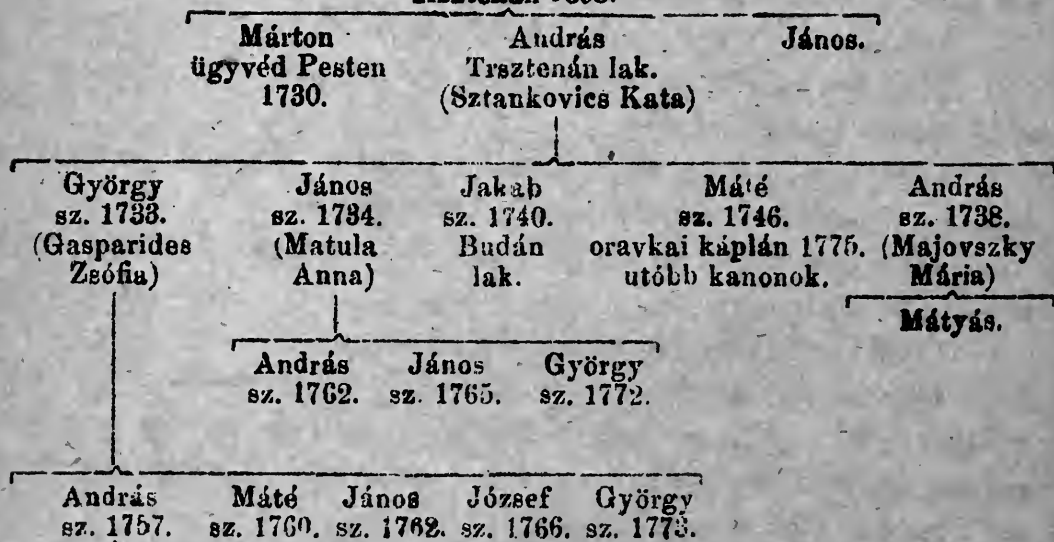 Márton András János.
ügyvéd Pesten Trsztenán lak.
1730. (Sztankovics Kata)
György János Jakab Máté András
sz. 1733. sz. 1734. sz. 1740. sz. 1746. sz. 1738.
(Gasparides (Matula Budán oravkai káplán 1775. (Majovszky
Zsófia) Anna) lak. utóbb kanonok. Mária)
Mátyás.
András János György
sz. 1762. sz. 1765. sz. 1772.
András Máté János József György
sz. 1757. sz. 1760. sz. 1762. sz. 1766. sz. 1773.